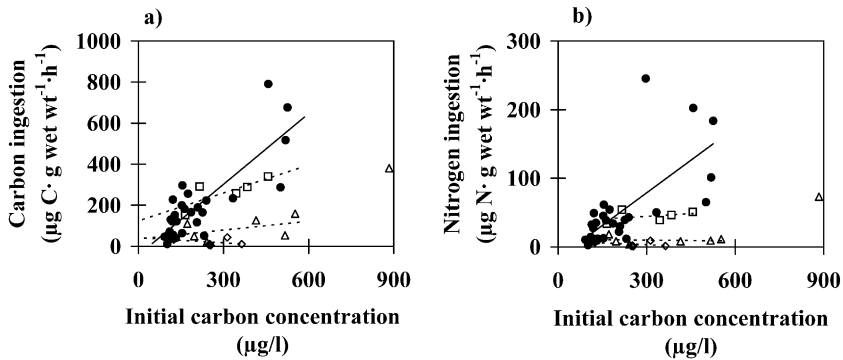 a)
Carbon ingestion
(µg C· g wet wt⁻¹·h⁻¹)
1000
800
600
400
200
0
0
300
600
900
Initial carbon concentration
(µg/l)
b)
Nitrogen ingestion
(µg N· g wet wt⁻¹·h⁻¹)
300
200
100
0
0
300
600
900
Initial carbon concentration
(µg/l)